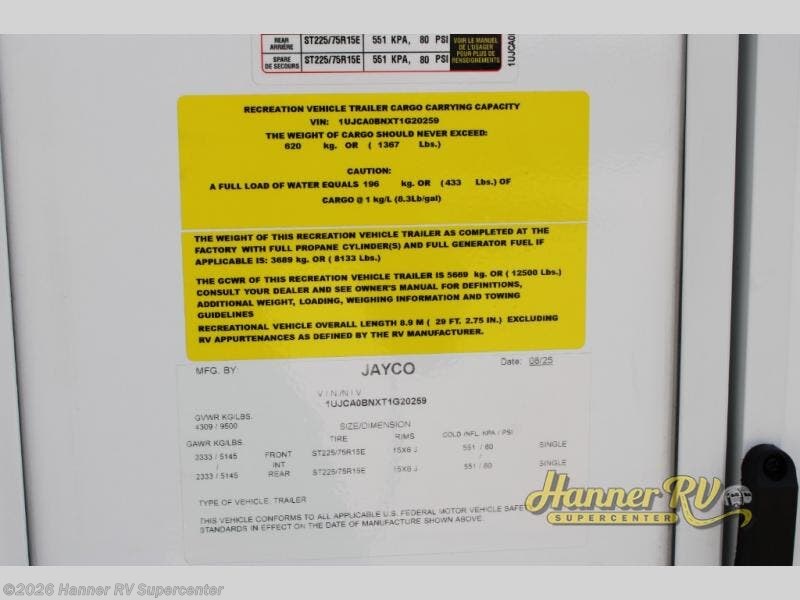 REAR ST225/75R15E 551 KPA, 80 PSI
ARRIÈRE
SPARE ST225/75R15E 551 KPA, 80 PSI
DE SECOURS
VOIR LE MANUEL
DE L'USAGER
POUR PLUS DE
RENSEIGNEMENTS
1UJCA0
RECREATION VEHICLE TRAILER CARGO CARRYING CAPACITY
VIN: 1UJCA0BNXT1G20259
THE WEIGHT OF CARGO SHOULD NEVER EXCEED:
620 kg. OR ( 1367 Lbs.)
CAUTION:
A FULL LOAD OF WATER EQUALS 196 kg. OR (433 Lbs.) OF
CARGO @ 1 kg/L (8.3Lb/gal)
THE WEIGHT OF THIS RECREATION VEHICLE TRAILER AS COMPLETED AT THE
FACTORY WITH FULL PROPANE CYLINDER(S) AND FULL GENERATOR FUEL IF
APPLICABLE IS: 3689 kg. OR ( 8133 Lbs.)
THE GCWR OF THIS RECREATION VEHICLE TRAILER IS 5669 kg. OR ( 12500 Lbs.)
CONSULT YOUR DEALER AND SEE OWNER'S MANUAL FOR DEFINITIONS,
ADDITIONAL WEIGHT, LOADING, WEIGHING INFORMATION AND TOWING
GUIDELINES
RECREATIONAL VEHICLE OVERALL LENGTH 8.9 M ( 29 FT. 2.75 IN.) EXCLUDING
RV APPURTENANCES AS DEFINED BY THE RV MANUFACTURER.
MFG. BY: JAYCO Date: 08/25
V I N / N I V
1UJCA0BNXT1G20259
GVWR KG/LBS.
4309 / 9500
SIZE/DIMENSION
TIRE RIMS COLD INFL. KPA / PSI
GAWR KG/LBS.
2333 / 5145 FRONT ST225/75R15E 15X6 J 551 / 80 SINGLE
/ INT /
2333 / 5145 REAR ST225/75R15E 15X6 J 551 / 80 SINGLE
TYPE OF VEHICLE: TRAILER
THIS VEHICLE CONFORMS TO ALL APPLICABLE U.S. FEDERAL MOTOR VEHICLE SAFE
STANDARDS IN EFFECT ON THE DATE OF MANUFACTURE SHOWN ABOVE.
Hanner RV
SUPERCENTER
©2026 Hanner RV Supercenter